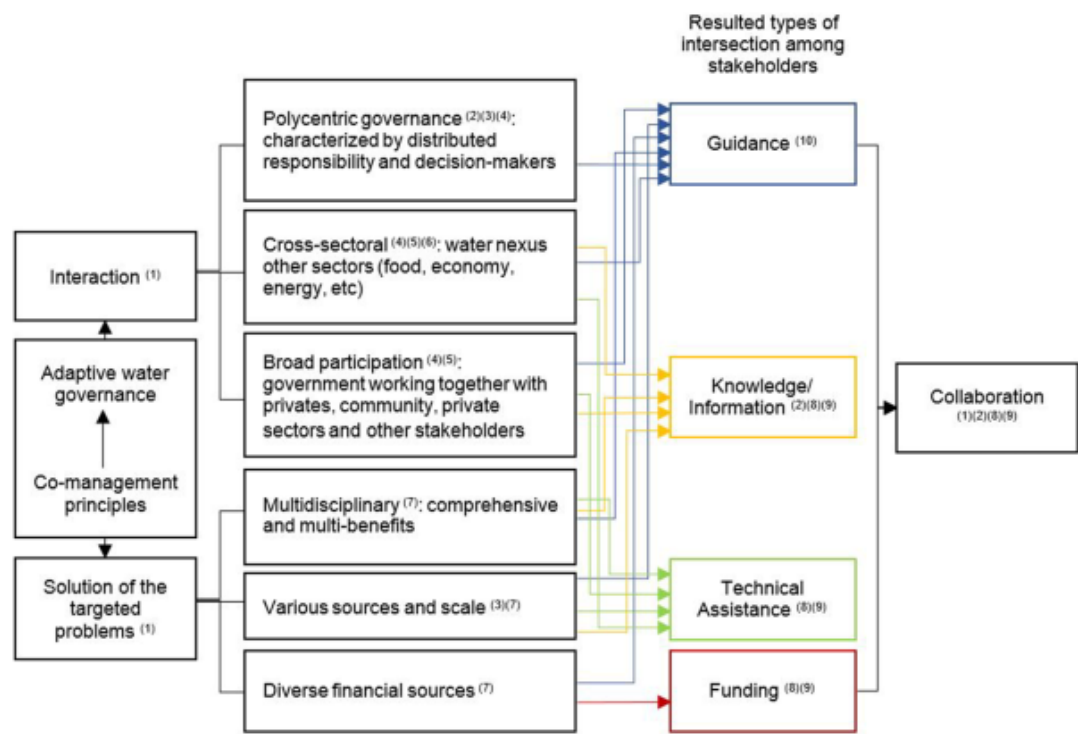 Resulted types of
intersection among
stakeholders
Polycentric governance (2)(3)(4):
characterized by distributed
responsibility and decision-makers
Guidance (10)
Cross-sectoral (4)(5)(6): water nexus
other sectors (food, economy,
energy, etc)
Interaction (1)
Broad participation (4)(5):
government working together with
privates, community, private
sectors and other stakeholders
Adaptive water
governance
Co-management
principles
Knowledge/
Information (2)(8)(9)
Collaboration
(1)(2)(8)(9)
Multidisciplinary (7): comprehensive
and multi-benefits
Solution of the
targeted
problems (1)
Various sources and scale (3)(7)
Technical
Assistance (8)(9)
Diverse financial sources (7)
Funding (8)(9)